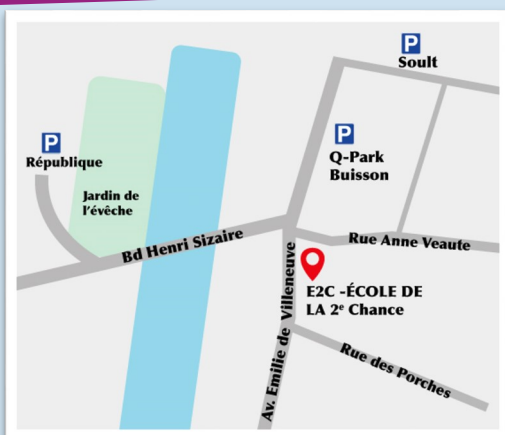 P
Soult
P
République
P
Q-Park
Buisson
Jardin de
l'évêche
Bd Henri Sizaire
Rue Anne Veaute
E2C -ÉCOLE DE
LA 2e Chance
Av. Emilie de Villeneuve
Rue des Porches